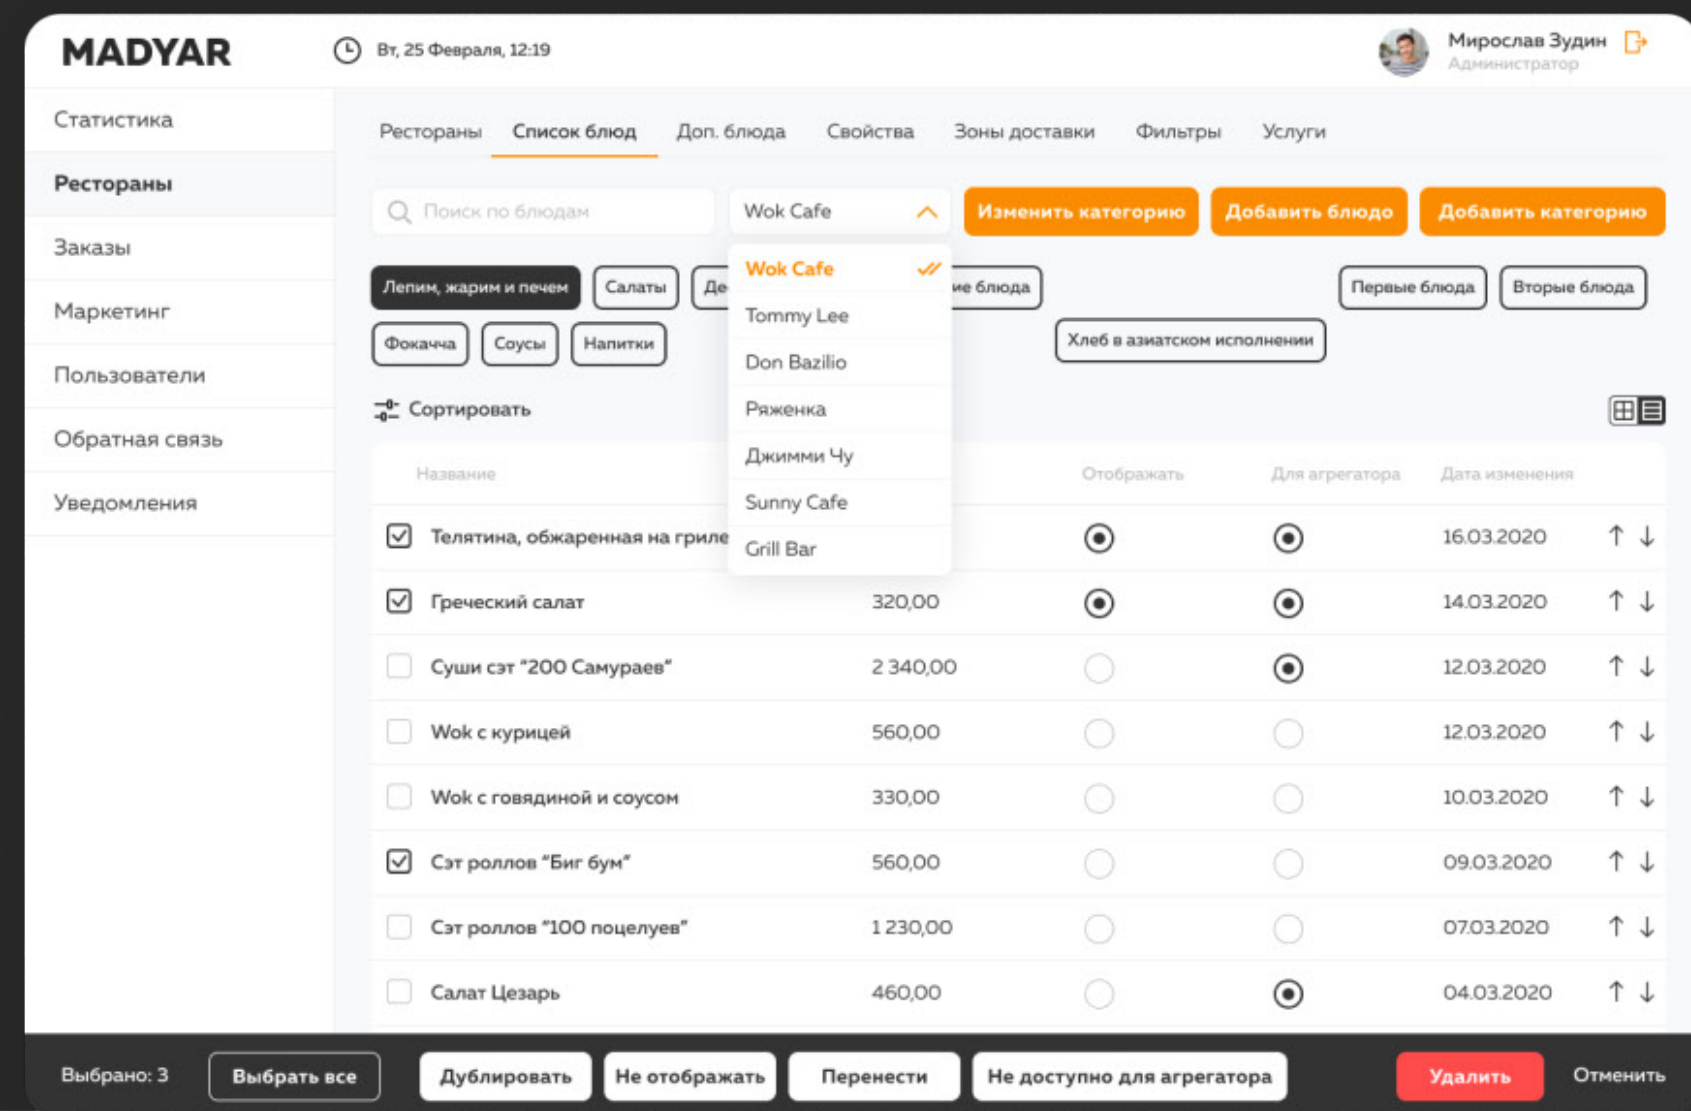 MADYAR
Вт, 25 Февраля, 12:19
Мирослав Зудин
Администратор
Статистика
Рестораны
Заказы
Маркетинг
Пользователи
Обратная связь
Уведомления
Рестораны Список блюд Доп. блюда Свойства Зоны доставки Фильтры Услуги
Поиск по блюдам
Wok Cafe
Изменить категорию Добавить блюдо Добавить категорию
Wok Cafe
Tommy Lee
Don Bazilio
Ряженка
Джимми Чу
Sunny Cafe
Grill Bar
Лепим, жарим и печем Салаты Де ие блюда Первые блюда Вторые блюда
Фокачча Соусы Напитки Хлеб в азиатском исполнении
Сортировать
Название Отображать Для агрегатора Дата изменения
Телятина, обжаренная на гриле 16.03.2020
Греческий салат 320,00 14.03.2020
Суши сэт "200 Самураев" 2 340,00 12.03.2020
Wok с курицей 560,00 12.03.2020
Wok с говядиной и соусом 330,00 10.03.2020
Сэт роллов "Биг бум" 560,00 09.03.2020
Сэт роллов "100 поцелуев" 1 230,00 07.03.2020
Салат Цезарь 460,00 04.03.2020
Выбрано: 3 Выбрать все Дублировать Не отображать Перенести Не доступно для агрегатора Удалить Отменить